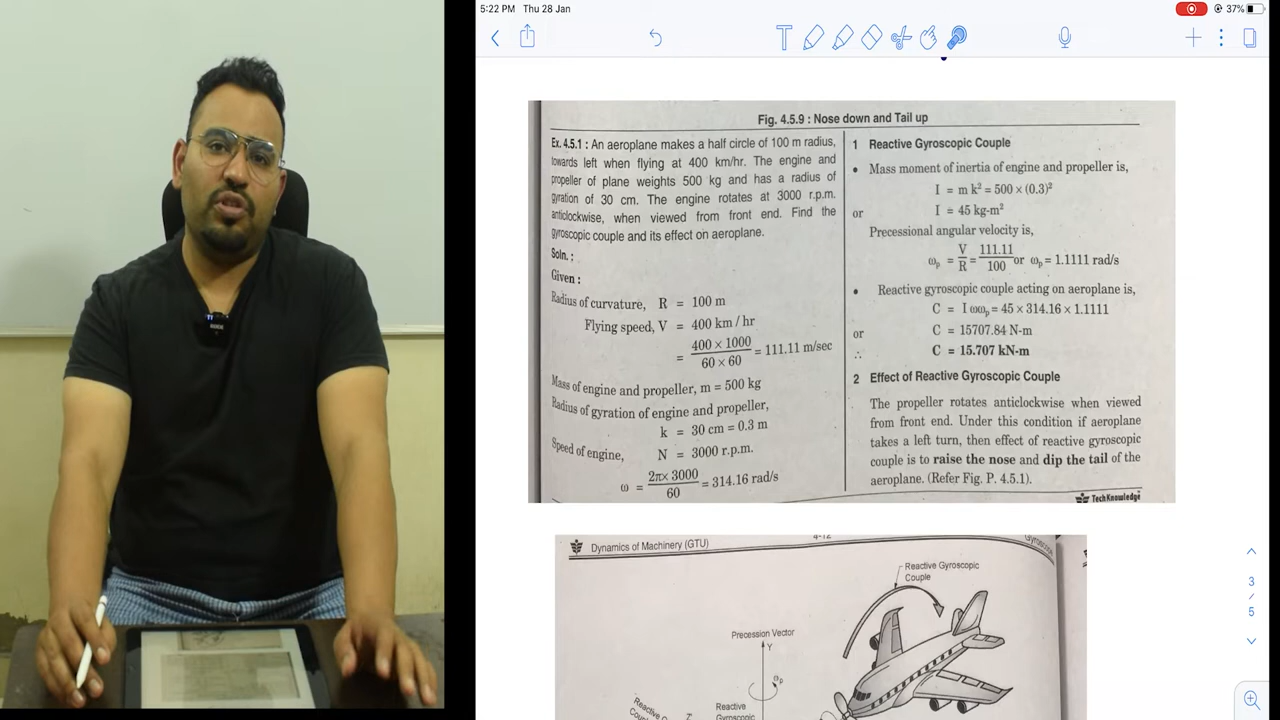 5:22 PM Thu 28 Jan
37%
Fig. 4.5.9 : Nose down and Tail up
Ex. 4.5.1 : An aeroplane makes a half circle of 100 m radius,
towards left when flying at 400 km/hr. The engine and
propeller of plane weights 500 kg and has a radius of
gyration of 30 cm. The engine rotates at 3000 r.p.m.
anticlockwise, when viewed from front end. Find the
gyroscopic couple and its effect on aeroplane.
Soln. :
Given :
Radius of curvature, R = 100 m
Flying speed, V = 400 km / hr
= 400 × 1000 / 60 × 60 = 111.11 m/sec
Mass of engine and propeller, m = 500 kg
Radius of gyration of engine and propeller,
k = 30 cm = 0.3 m
Speed of engine, N = 3000 r.p.m.
ω = 2π× 3000 / 60 = 314.16 rad/s
1 Reactive Gyroscopic Couple
• Mass moment of inertia of engine and propeller is,
I = m k² = 500 × (0.3)²
or I = 45 kg-m²
Precessional angular velocity is,
ωp = V / R = 111.11 / 100 or ωp = 1.1111 rad/s
• Reactive gyroscopic couple acting on aeroplane is,
C = I ωωp = 45 × 314.16 × 1.1111
or C = 15707.84 N-m
∴ C = 15.707 kN-m
2 Effect of Reactive Gyroscopic Couple
The propeller rotates anticlockwise when viewed
from front end. Under this condition if aeroplane
takes a left turn, then effect of reactive gyroscopic
couple is to raise the nose and dip the tail of the
aeroplane. (Refer Fig. P. 4.5.1).
TechKnowledge
Dynamics of Machinery (GTU)
4-12
Reactive Gyroscopic
Couple
Precession Vector
Y
ωp
Reactive
Gyroscopic
Z'
3
5